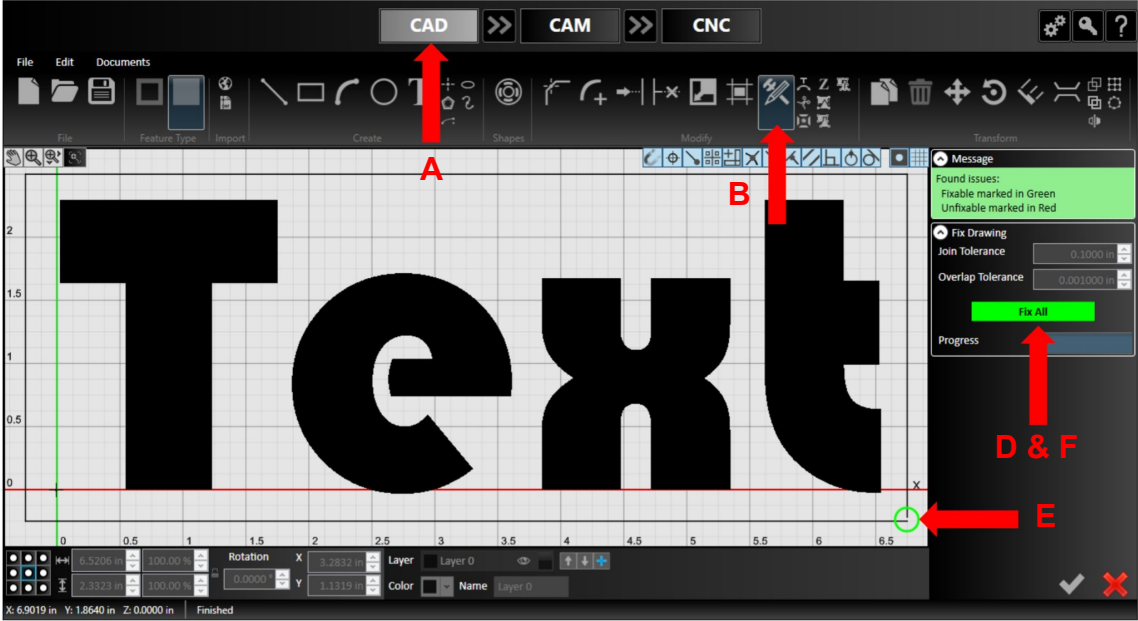 CAD >> CAM >> CNC
?
File Edit Documents
T
Z
File Feature Type Import Create Shapes Modify Transform
A
B
Message
Found issues:
Fixable marked in Green
Unfixable marked in Red
Fix Drawing
Join Tolerance 0.1000 in
Overlap Tolerance 0.001000 in
Fix All
Progress
D & F
E
Text
2
1.5
1
0.5
0
X
0 0.5 1 1.5 2 2.5 3 3.5 4 4.5 5 5.5 6 6.5
6.5206 in 100.00 % Rotation X 3.2832 in Layer Layer 0
2.3323 in 100.00 % 0.0000 ° Y 1.1319 in Color Name Layer 0
X: 6.9019 in Y: 1.8640 in Z: 0.0000 in Finished